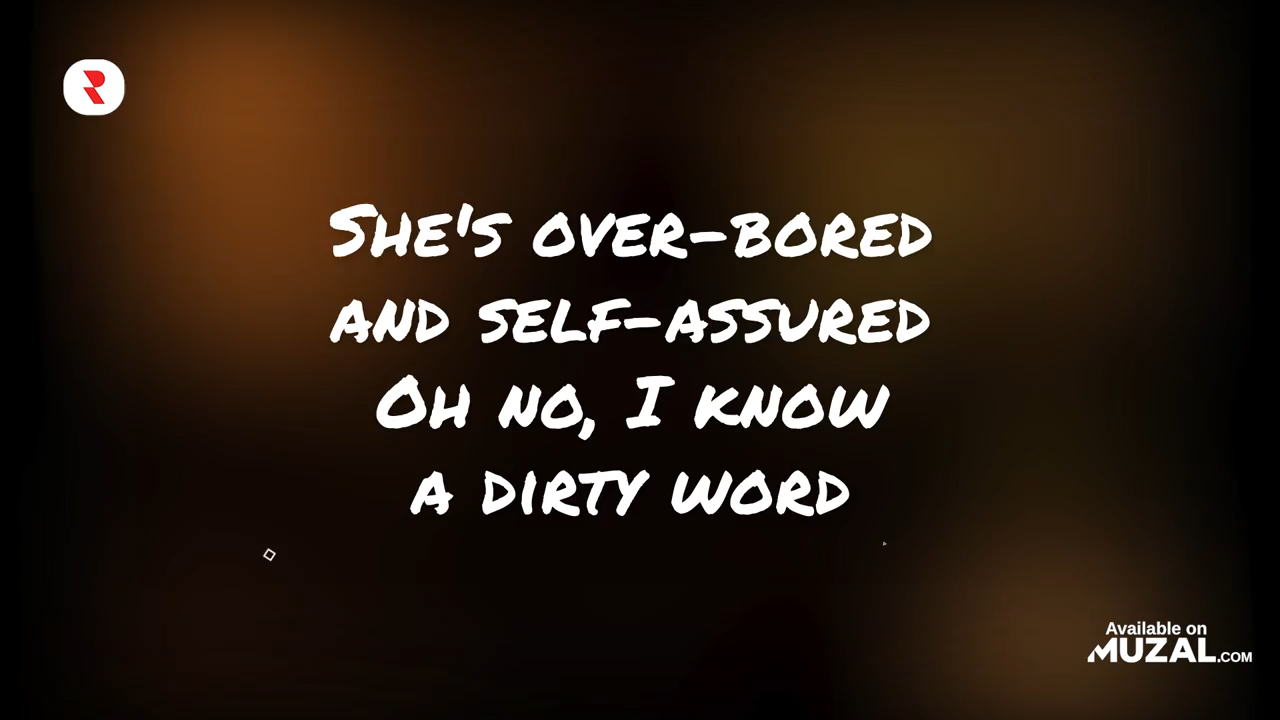 She's over-bored
and self-assured
Oh no, I know
a dirty word
Available on
MUZAL.COM